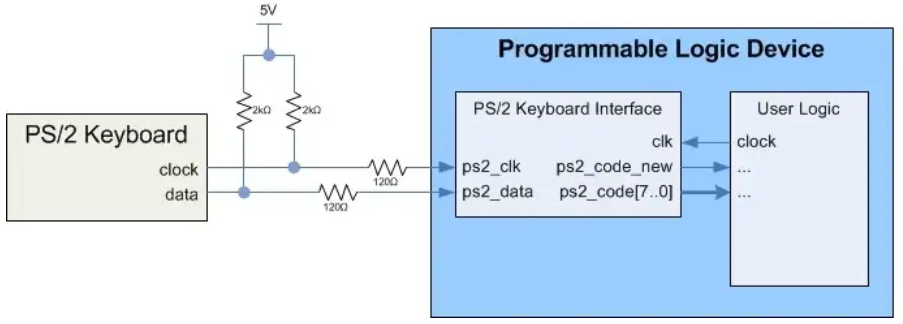 5V
Programmable Logic Device
2kΩ
2kΩ
PS/2 Keyboard
clock
data
120Ω
120Ω
PS/2 Keyboard Interface
clk
ps2_clk
ps2_code_new
ps2_data
ps2_code[7..0]
User Logic
clock
...
...